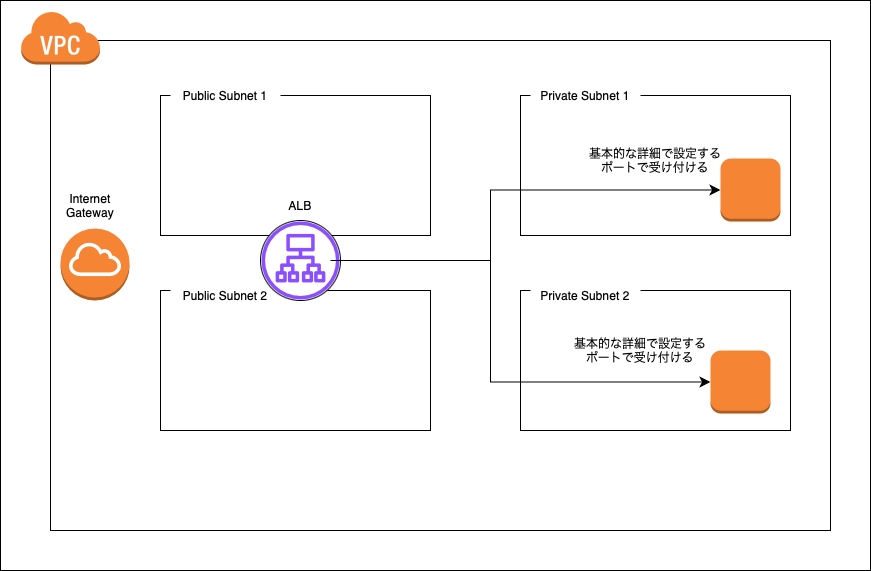 VPC
Public Subnet 1
Private Subnet 1
基本的な詳細で設定する
ポートで受け付ける
Internet
Gateway
ALB
Public Subnet 2
Private Subnet 2
基本的な詳細で設定する
ポートで受け付ける